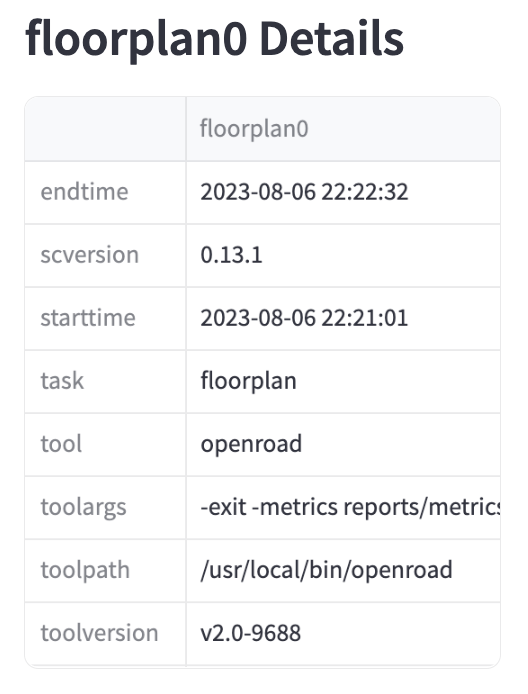 floorplan0 Details
floorplan0
endtime 2023-08-06 22:22:32
scversion 0.13.1
starttime 2023-08-06 22:21:01
task floorplan
tool openroad
toolargs -exit -metrics reports/metrics
toolpath /usr/local/bin/openroad
toolversion v2.0-9688